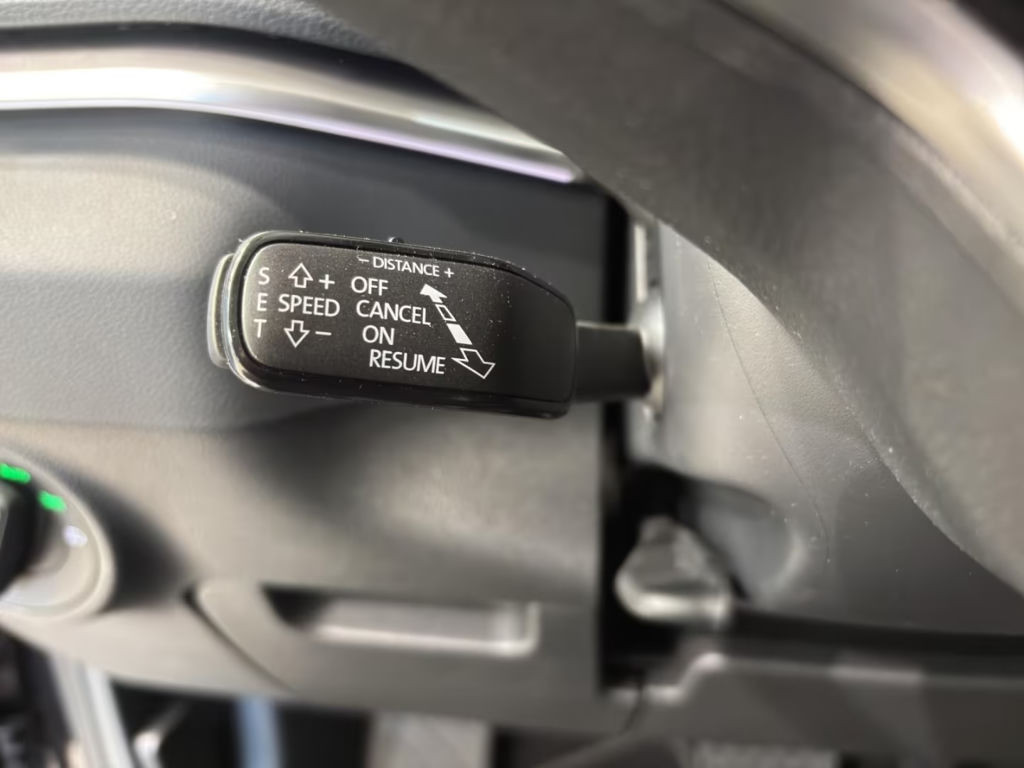 - DISTANCE +
S + OFF
E SPEED CANCEL
T - ON
RESUME